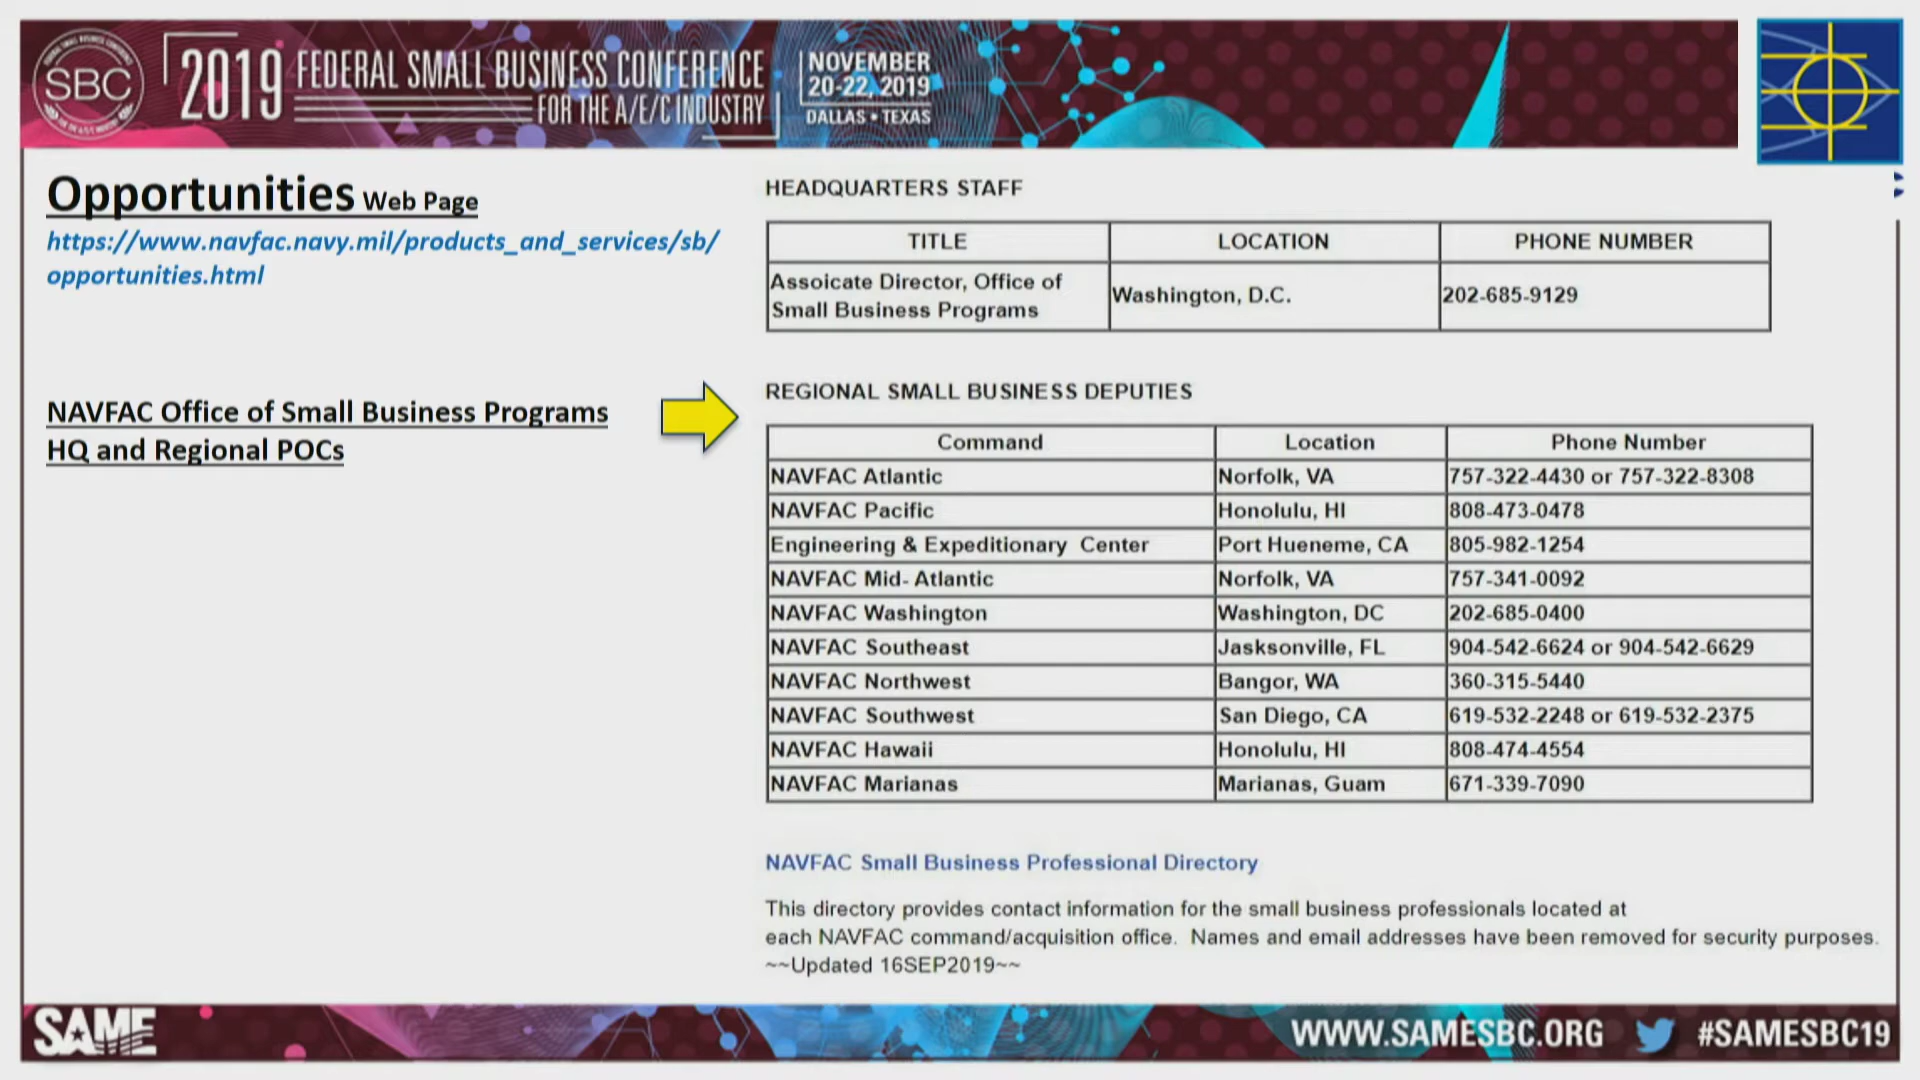 SBC
2019 FEDERAL SMALL BUSINESS CONFERENCE
FOR THE A/E/C INDUSTRY
NOVEMBER
20-22, 2019
DALLAS • TEXAS
Opportunities Web Page
https://www.navfac.navy.mil/products_and_services/sb/
opportunities.html
NAVFAC Office of Small Business Programs
HQ and Regional POCs
HEADQUARTERS STAFF
TITLE LOCATION PHONE NUMBER
Assoicate Director, Office of
Small Business Programs Washington, D.C. 202-685-9129
REGIONAL SMALL BUSINESS DEPUTIES
Command Location Phone Number
NAVFAC Atlantic Norfolk, VA 757-322-4430 or 757-322-8308
NAVFAC Pacific Honolulu, HI 808-473-0478
Engineering & Expeditionary Center Port Hueneme, CA 805-982-1254
NAVFAC Mid- Atlantic Norfolk, VA 757-341-0092
NAVFAC Washington Washington, DC 202-685-0400
NAVFAC Southeast Jasksonville, FL 904-542-6624 or 904-542-6629
NAVFAC Northwest Bangor, WA 360-315-5440
NAVFAC Southwest San Diego, CA 619-532-2248 or 619-532-2375
NAVFAC Hawaii Honolulu, HI 808-474-4554
NAVFAC Marianas Marianas, Guam 671-339-7090
NAVFAC Small Business Professional Directory
This directory provides contact information for the small business professionals located at
each NAVFAC command/acquisition office. Names and email addresses have been removed for security purposes.
~~Updated 16SEP2019~~
SAME
WWW.SAMESBC.ORG #SAMESBC19